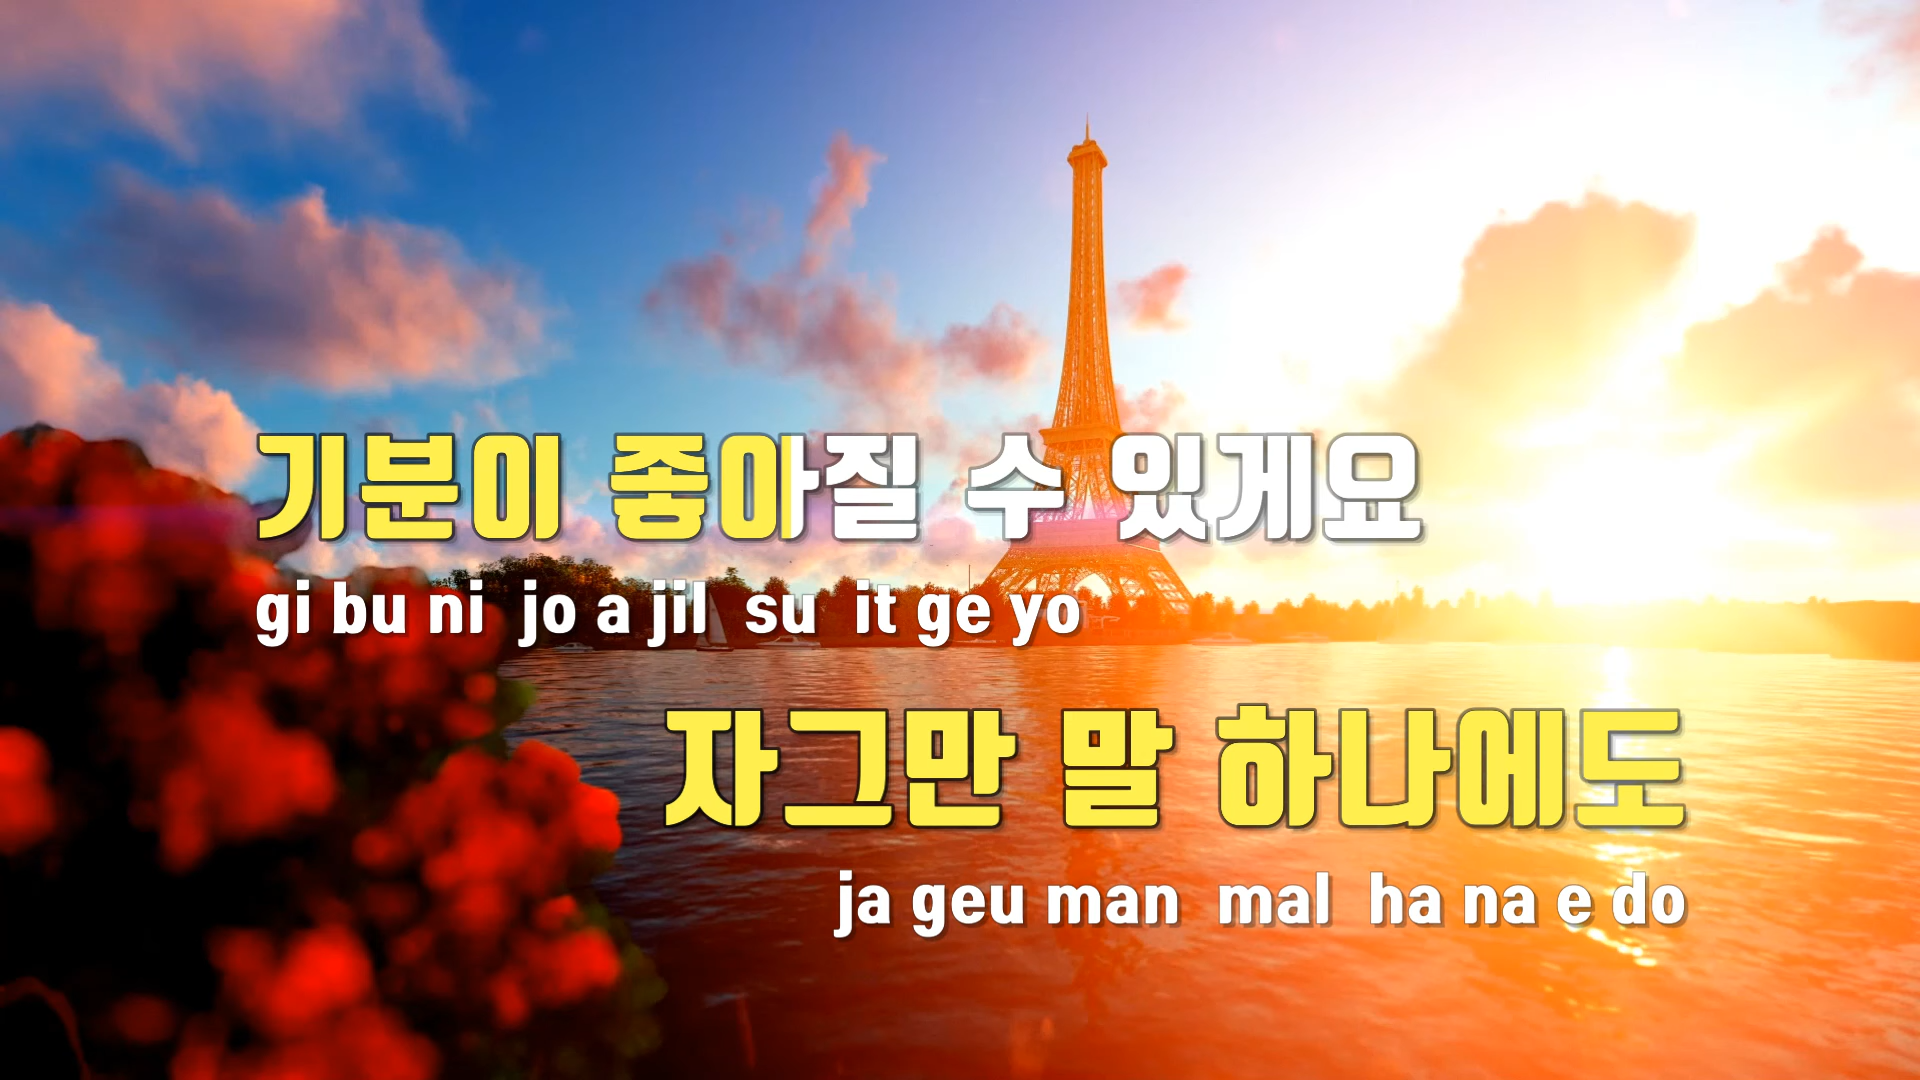 기분이 좋아질 수 있게요
gi bu ni jo a jil su it ge yo
자그만 말 하나에도
ja geu man mal ha na e do